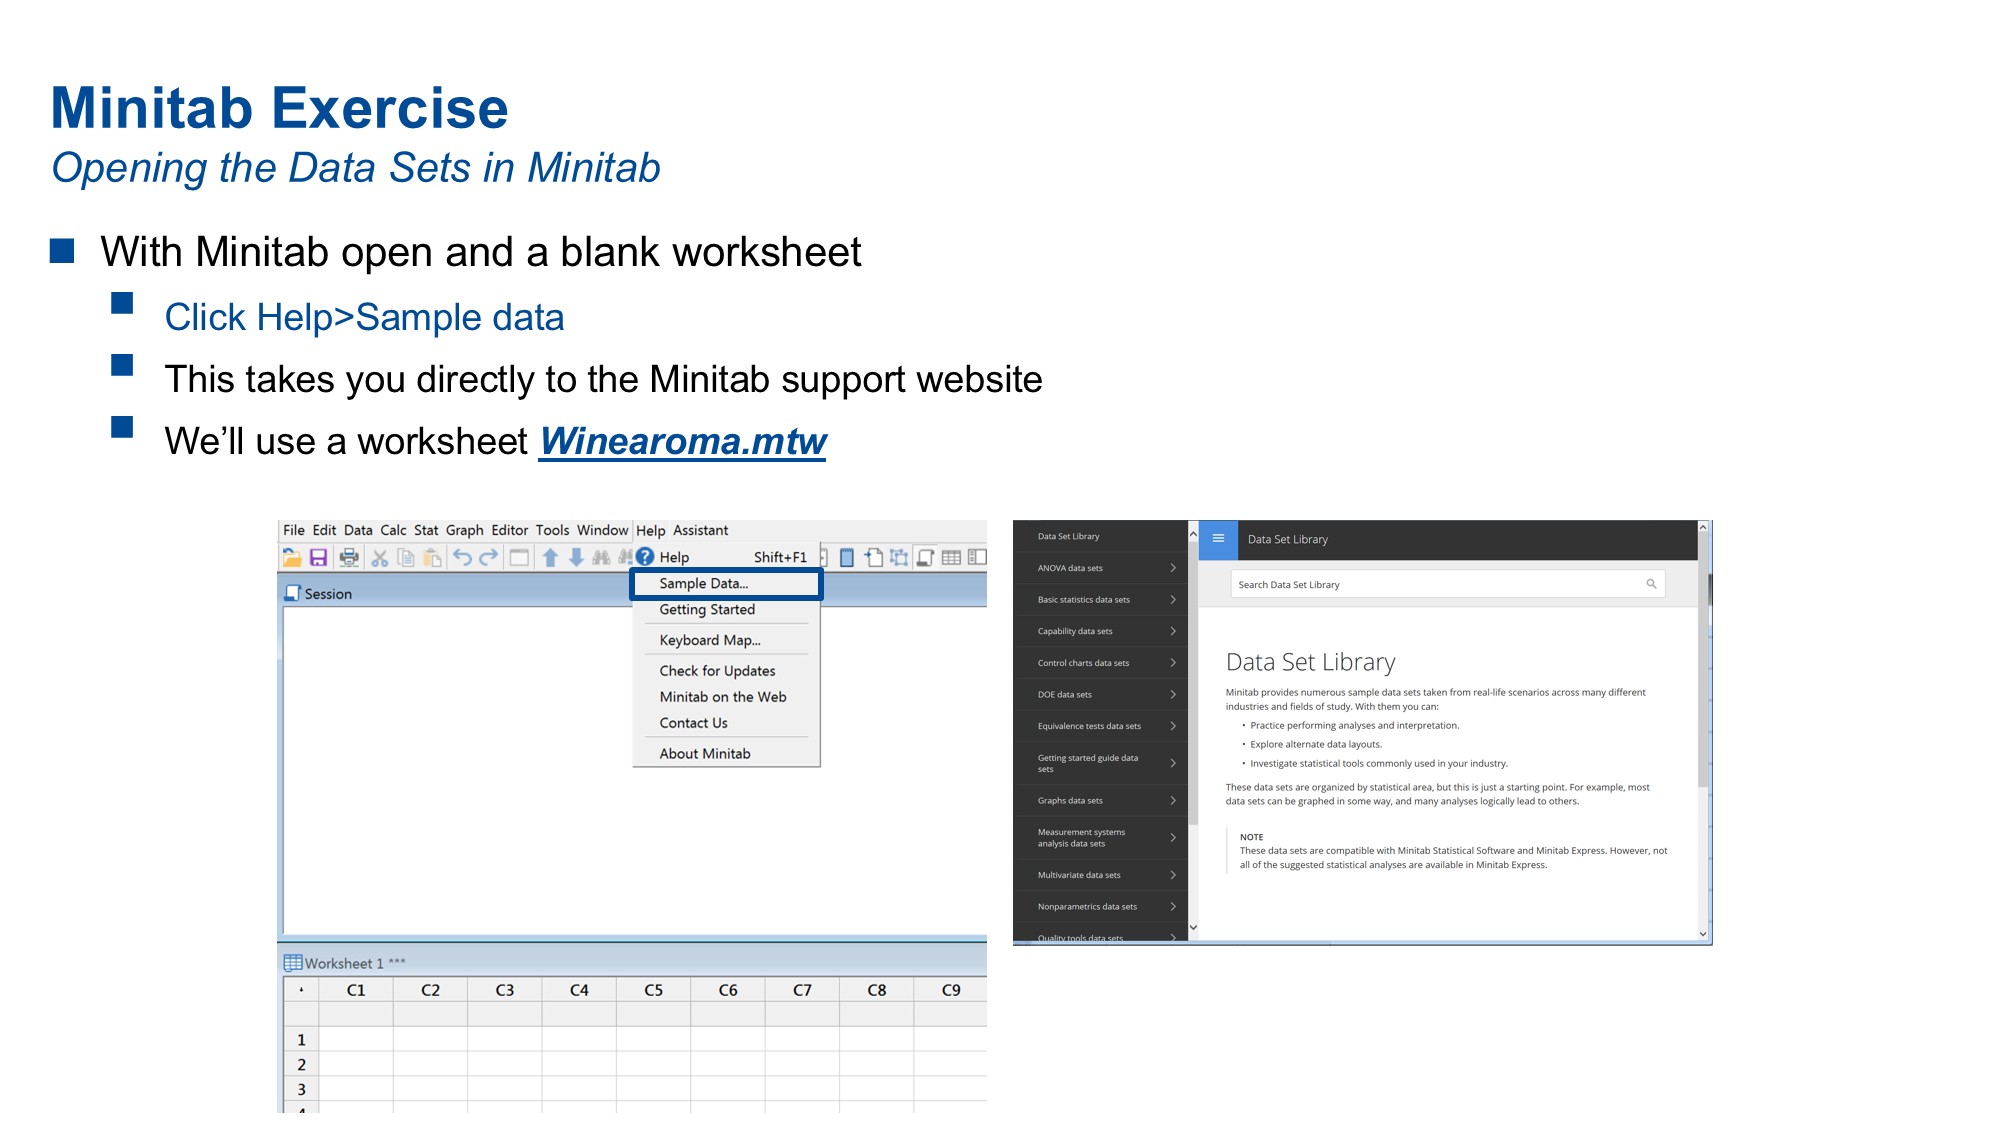 Minitab Exercise
Opening the Data Sets in Minitab
With Minitab open and a blank worksheet
Click Help>Sample data
This takes you directly to the Minitab support website
We’ll use a worksheet Winearoma.mtw
File Edit Data Calc Stat Graph Editor Tools Window Help Assistant
Help Shift+F1
Sample Data...
Session
Getting Started
Keyboard Map...
Check for Updates
Minitab on the Web
Contact Us
About Minitab
Worksheet 1 ***
C1 C2 C3 C4 C5 C6 C7 C8 C9
1
2
3
4
Data Set Library
ANOVA data sets
Basic statistics data sets
Capability data sets
Control charts data sets
DOE data sets
Equivalence tests data sets
Getting started guide data
sets
Graphs data sets
Measurement systems
analysis data sets
Multivariate data sets
Nonparametrics data sets
Quality tools data sets
Data Set Library
Search Data Set Library
Data Set Library
Minitab provides numerous sample data sets taken from real-life scenarios across many different
industries and fields of study. With them you can:
• Practice performing analyses and interpretation.
• Explore alternate data layouts.
• Investigate statistical tools commonly used in your industry.
These data sets are organized by statistical area, but this is just a starting point. For example, most
data sets can be graphed in some way, and many analyses logically lead to others.
NOTE
These data sets are compatible with Minitab Statistical Software and Minitab Express. However, not
all of the suggested statistical analyses are available in Minitab Express.